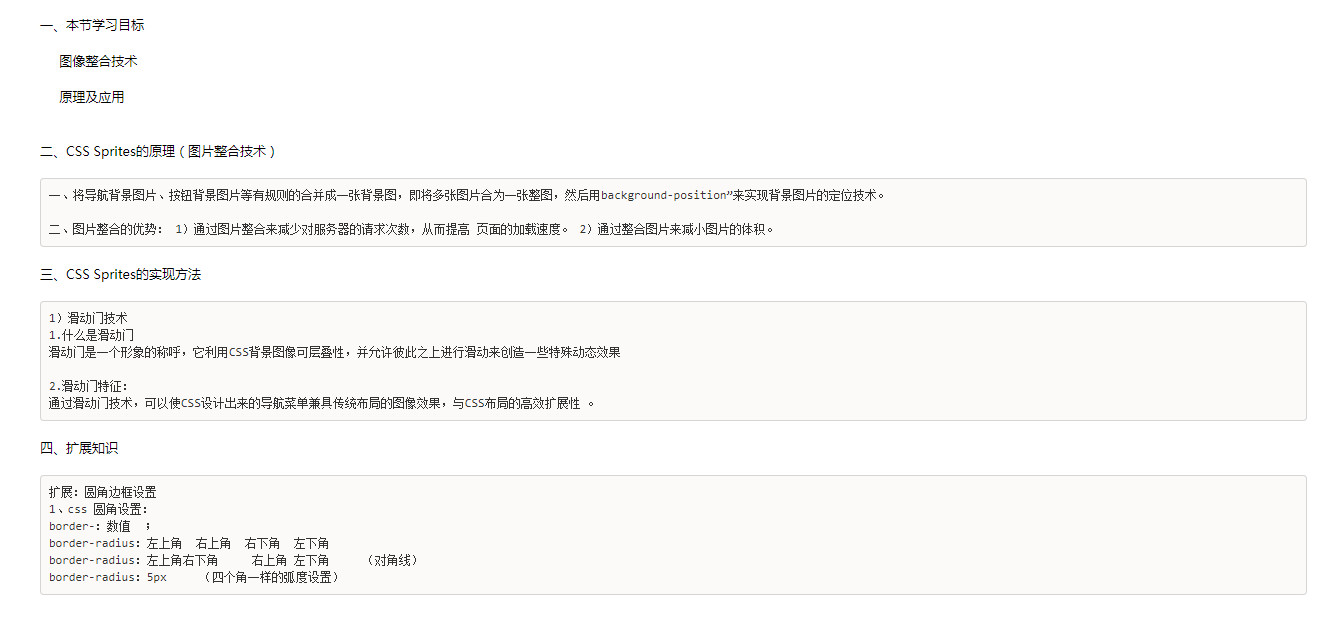 一、本节学习目标
图像整合技术
原理及应用
二、CSS Sprites的原理（图片整合技术）
一、将导航背景图片、按钮背景图片等有规则的合并成一张背景图，即将多张图片合为一张整图，然后用background-position”来实现背景图片的定位技术。
二、图片整合的优势： 1）通过图片整合来减少对服务器的请求次数，从而提高 页面的加载速度。 2）通过整合图片来减小图片的体积。
三、CSS Sprites的实现方法
1）滑动门技术
1.什么是滑动门
滑动门是一个形象的称呼，它利用CSS背景图像可层叠性，并允许彼此之上进行滑动来创造一些特殊动态效果
2.滑动门特征：
通过滑动门技术，可以使CSS设计出来的导航菜单兼具传统布局的图像效果，与CSS布局的高效扩展性 。
四、扩展知识
扩展：圆角边框设置
1、css 圆角设置：
border-：数值 ；
border-radius：左上角 右上角 右下角 左下角
border-radius：左上角右下角 右上角 左下角 （对角线）
border-radius：5px （四个角一样的弧度设置）